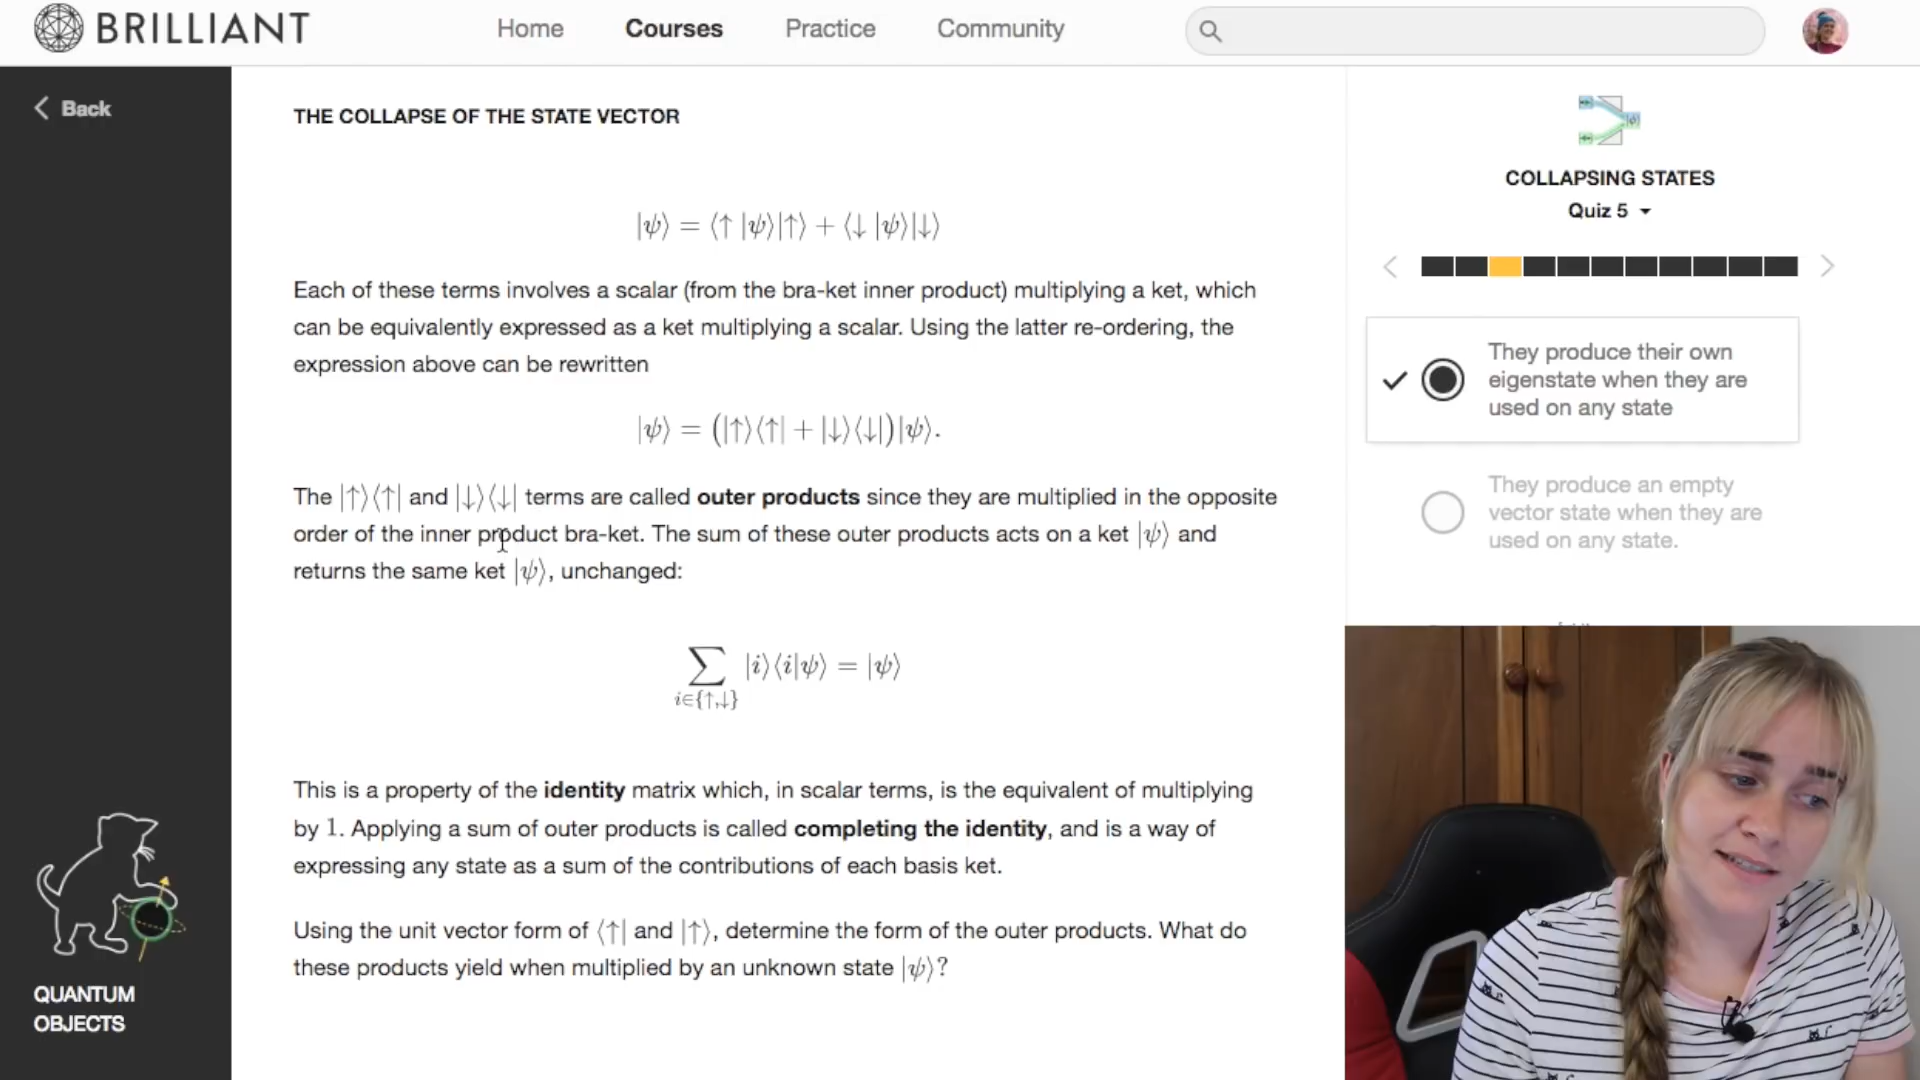 BRILLIANT
Home
Courses
Practice
Community
Back
THE COLLAPSE OF THE STATE VECTOR
|ψ⟩ = ⟨↑|ψ⟩|↑⟩ + ⟨↓|ψ⟩|↓⟩
Each of these terms involves a scalar (from the bra-ket inner product) multiplying a ket, which
can be equivalently expressed as a ket multiplying a scalar. Using the latter re-ordering, the
expression above can be rewritten
|ψ⟩ = (|↑⟩⟨↑| + |↓⟩⟨↓|)|ψ⟩.
The |↑⟩⟨↑| and |↓⟩⟨↓| terms are called outer products since they are multiplied in the opposite
order of the inner product bra-ket. The sum of these outer products acts on a ket |ψ⟩ and
returns the same ket |ψ⟩, unchanged:
∑ |i⟩⟨i|ψ⟩ = |ψ⟩
i∈{↑,↓}
This is a property of the identity matrix which, in scalar terms, is the equivalent of multiplying
by 1. Applying a sum of outer products is called completing the identity, and is a way of
expressing any state as a sum of the contributions of each basis ket.
Using the unit vector form of ⟨↑| and |↑⟩, determine the form of the outer products. What do
these products yield when multiplied by an unknown state |ψ⟩?
QUANTUM
OBJECTS
COLLAPSING STATES
Quiz 5
They produce their own
eigenstate when they are
used on any state
They produce an empty
vector state when they are
used on any state.